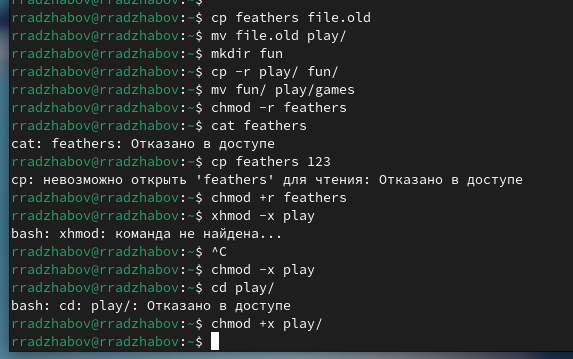 rradzhabov@rradzhabov:~$ cp feathers file.old
rradzhabov@rradzhabov:~$ mv file.old play/
rradzhabov@rradzhabov:~$ mkdir fun
rradzhabov@rradzhabov:~$ cp -r play/ fun/
rradzhabov@rradzhabov:~$ mv fun/ play/games
rradzhabov@rradzhabov:~$ chmod -r feathers
rradzhabov@rradzhabov:~$ cat feathers
cat: feathers: Отказано в доступе
rradzhabov@rradzhabov:~$ cp feathers 123
cp: невозможно открыть 'feathers' для чтения: Отказано в доступе
rradzhabov@rradzhabov:~$ chmod +r feathers
rradzhabov@rradzhabov:~$ xhmod -x play
bash: xhmod: команда не найдена...
rradzhabov@rradzhabov:~$ ^C
rradzhabov@rradzhabov:~$ chmod -x play
rradzhabov@rradzhabov:~$ cd play/
bash: cd: play/: Отказано в доступе
rradzhabov@rradzhabov:~$ chmod +x play/
rradzhabov@rradzhabov:~$